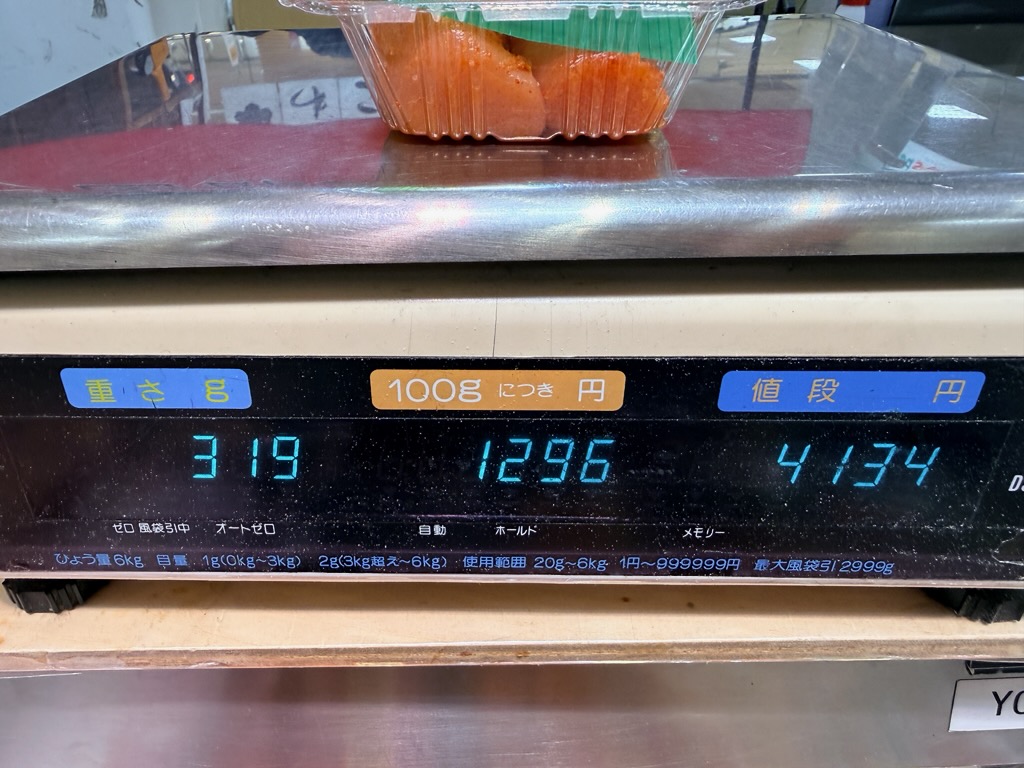 重さ g
100g につき 円
値段 円
319
1296
4134
ゼロ 風袋引中 オートゼロ 自動 ホールド メモリー
ひょう量6kg 目量 1g(0kg~3kg) 2g(3kg超え~6kg) 使用範囲 20g~6kg 1円~999999円 最大風袋引2999g